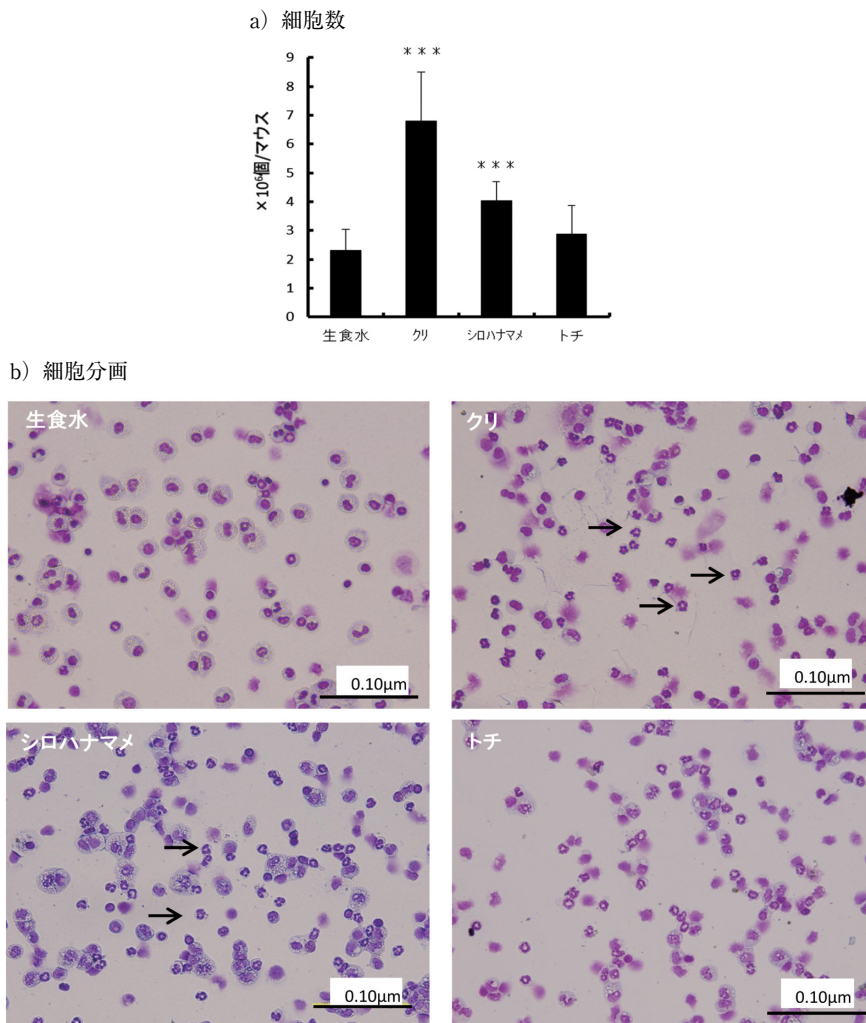 a）細胞数
9
8
7
6
5
4
3
2
1
0
×10⁶個/マウス
***
***
生食水
クリ
シロハナマメ
トチ
b）細胞分画
生食水
0.10μm
クリ
0.10μm
シロハナマメ
0.10μm
トチ
0.10μm